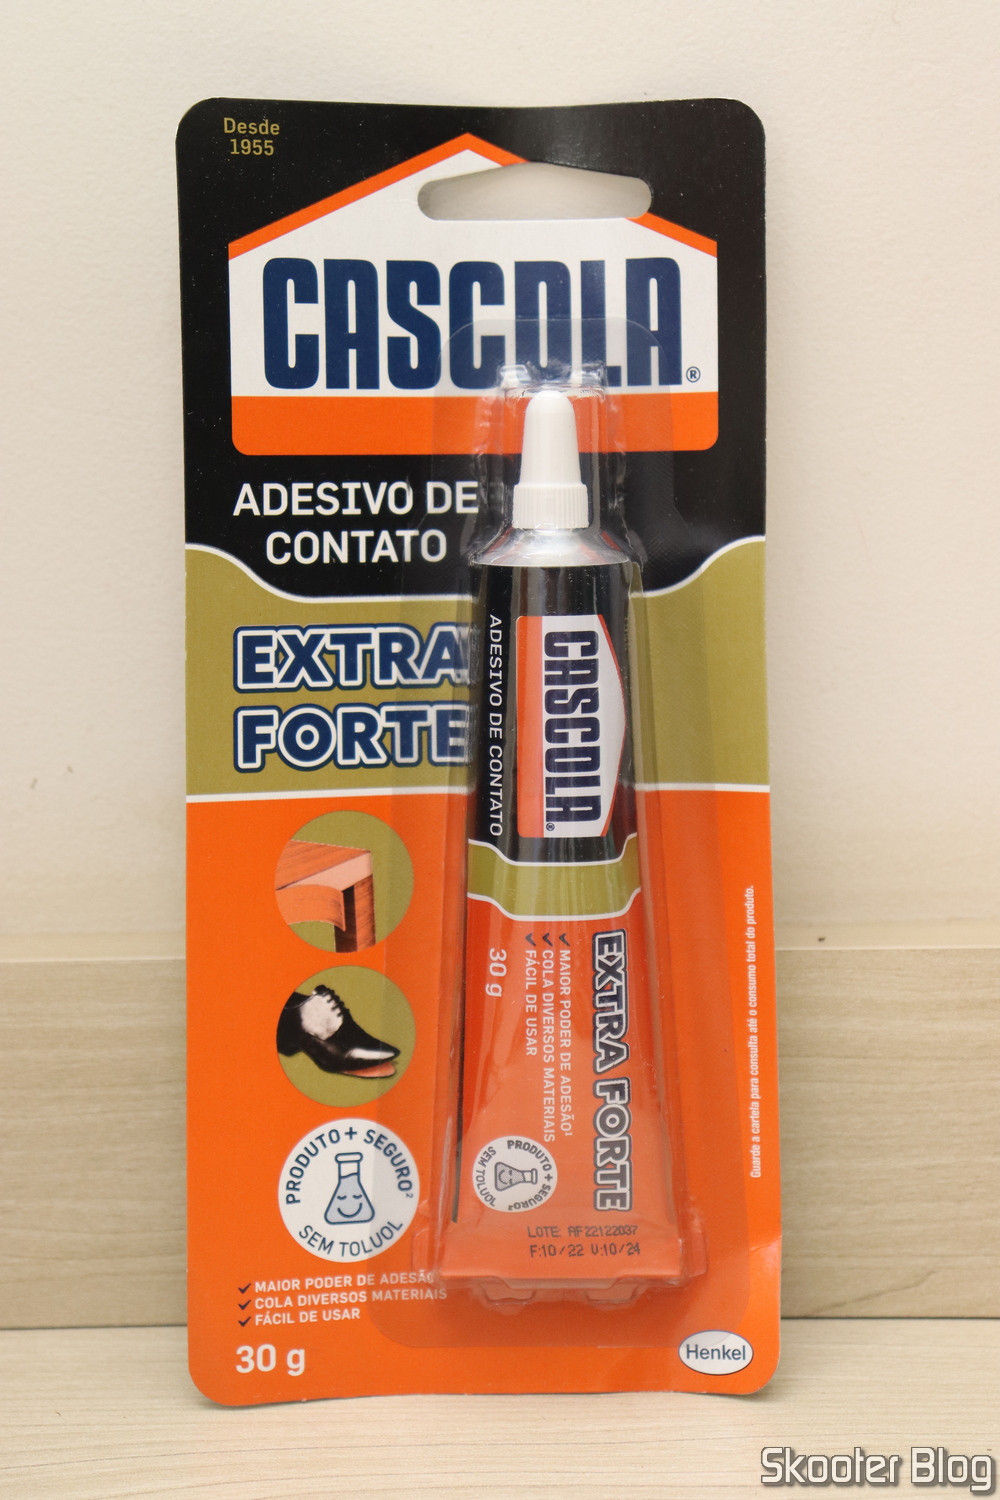 Desde
1955
CASCOLA®
ADESIVO DE
CONTATO
EXTRA
FORTE
PRODUTO + SEGURO²
SEM TOLUOL
MAIOR PODER DE ADESÃO
COLA DIVERSOS MATERIAIS
FÁCIL DE USAR
30 g
ADESIVO DE CONTATO
CASCOLA®
EXTRA FORTE
MAIOR PODER DE ADESÃO¹
COLA DIVERSOS MATERIAIS
FÁCIL DE USAR
30 g
PRODUTO + SEGURO²
SEM TOLUOL
LOTE: AF22122037
F:10/22 V:10/24
Guarde a cartela para consulta até o consumo total do produto.
Henkel
Skooter Blog